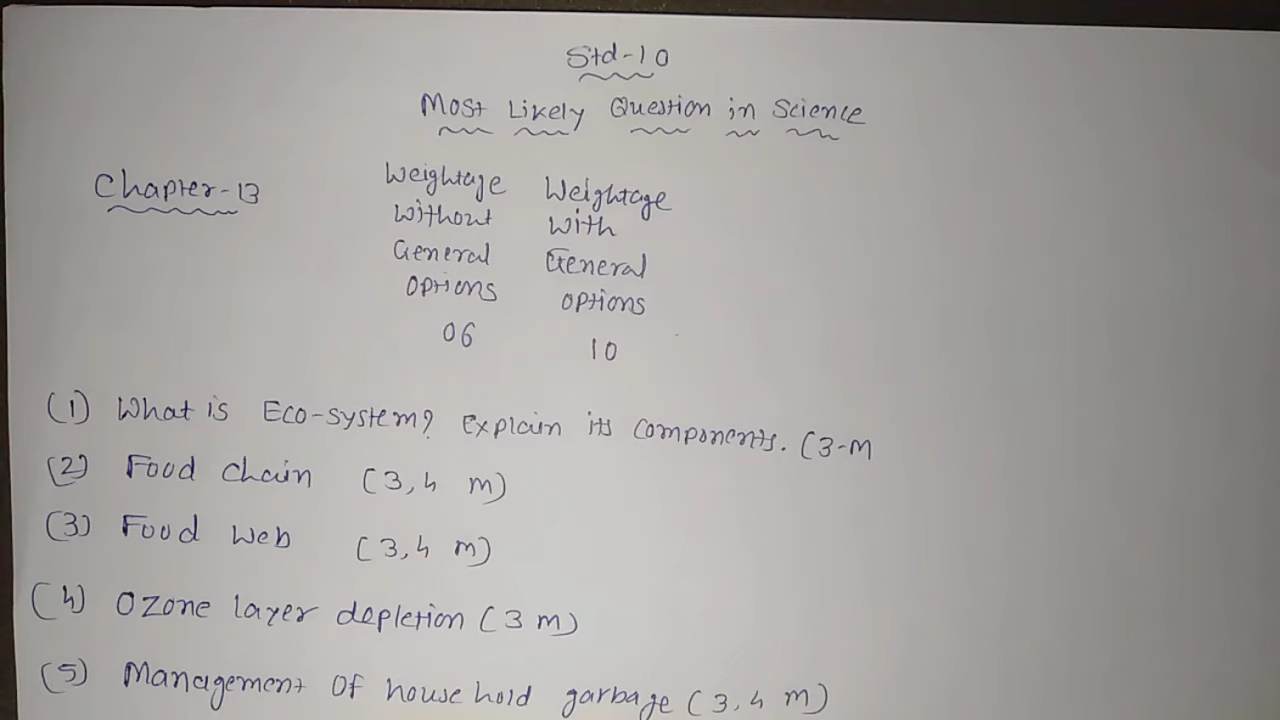 Std-10
Most Likely Question in Science
Chapter-13
Weightage Without General Options 06
Weightage With General Options 10
(1) What is Eco-system? Explain its components. (3-M
(2) Food chain (3,4 m)
(3) Food web (3,4 m)
(4) Ozone layer depletion (3 m)
(5) Management of house hold garbage (3,4 m)